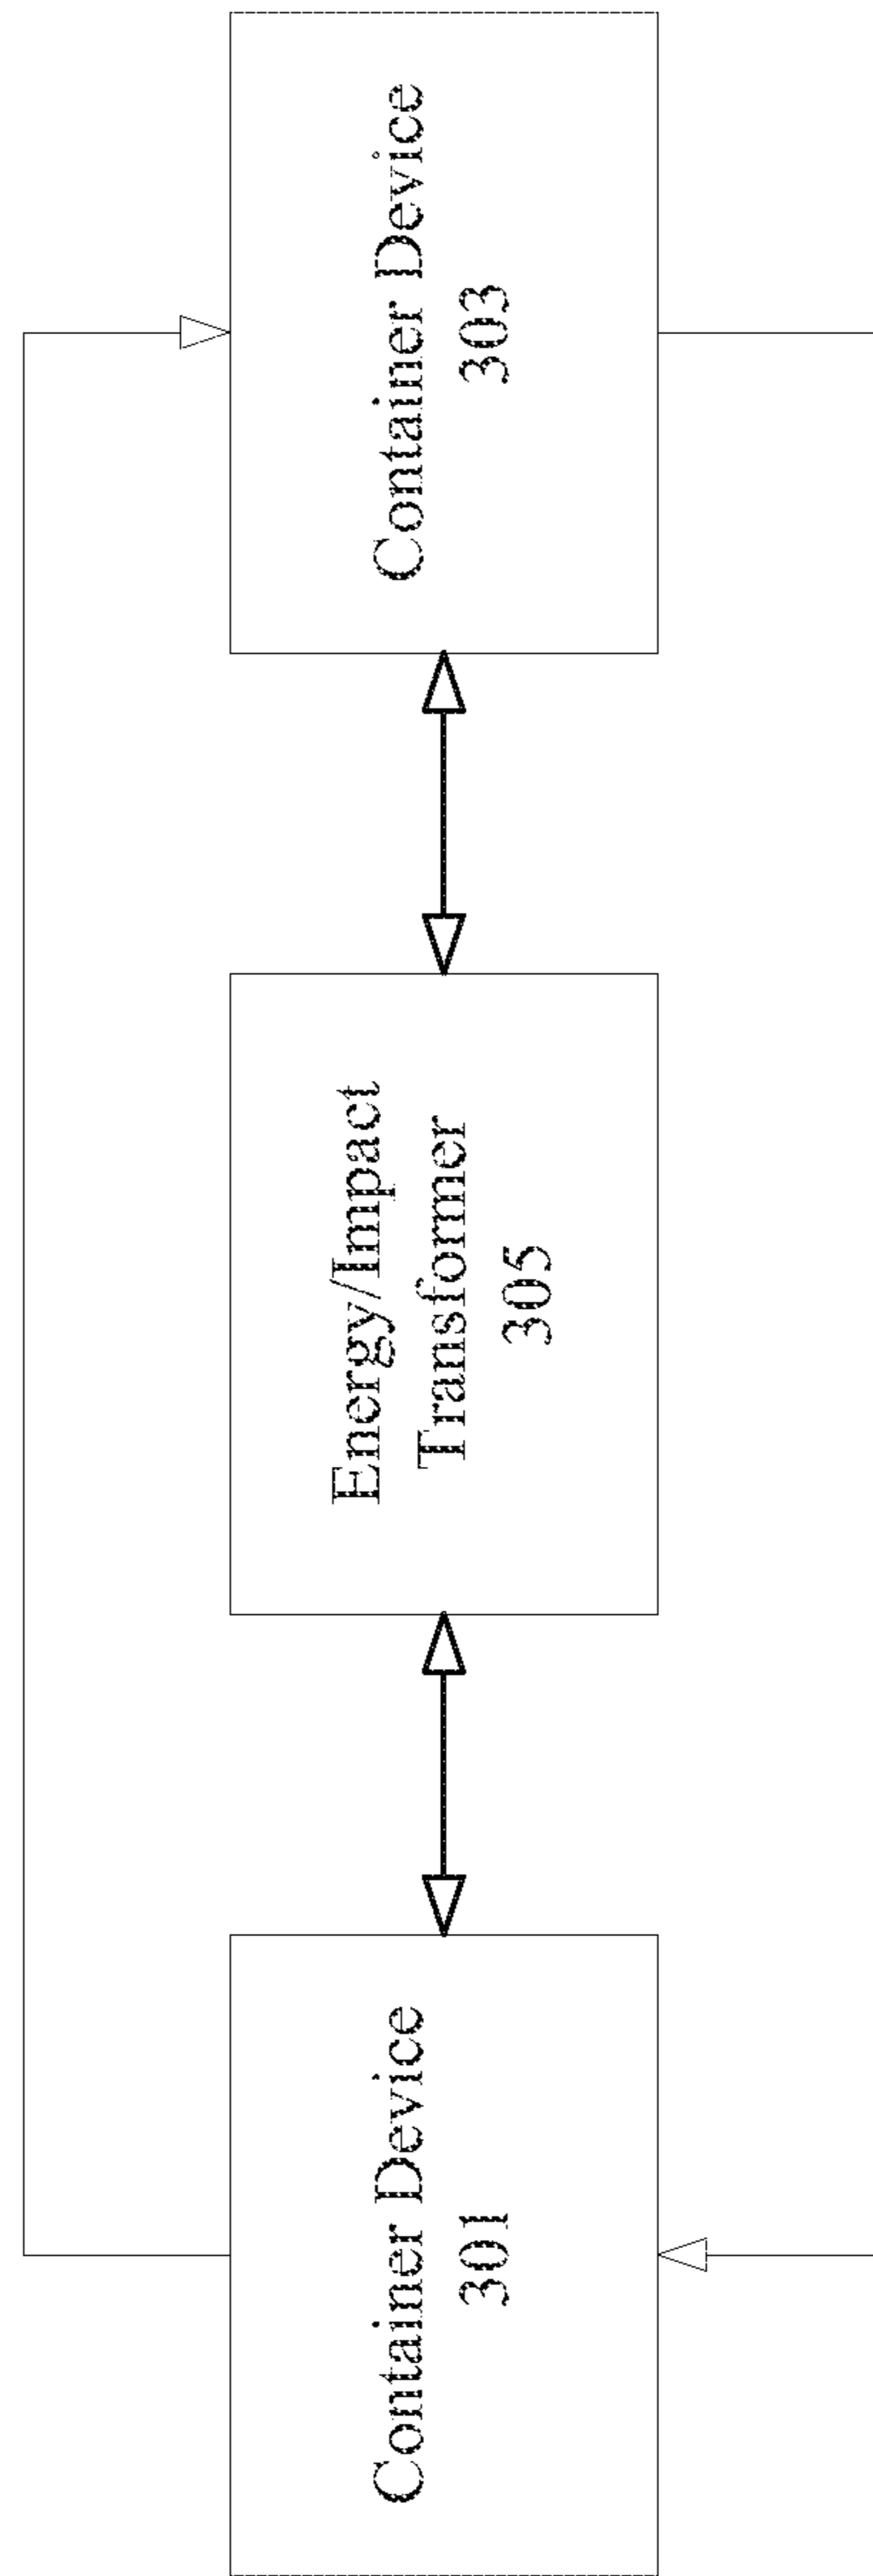 Container Device
301
Energy/Impact
Transformer
305
Container Device
303